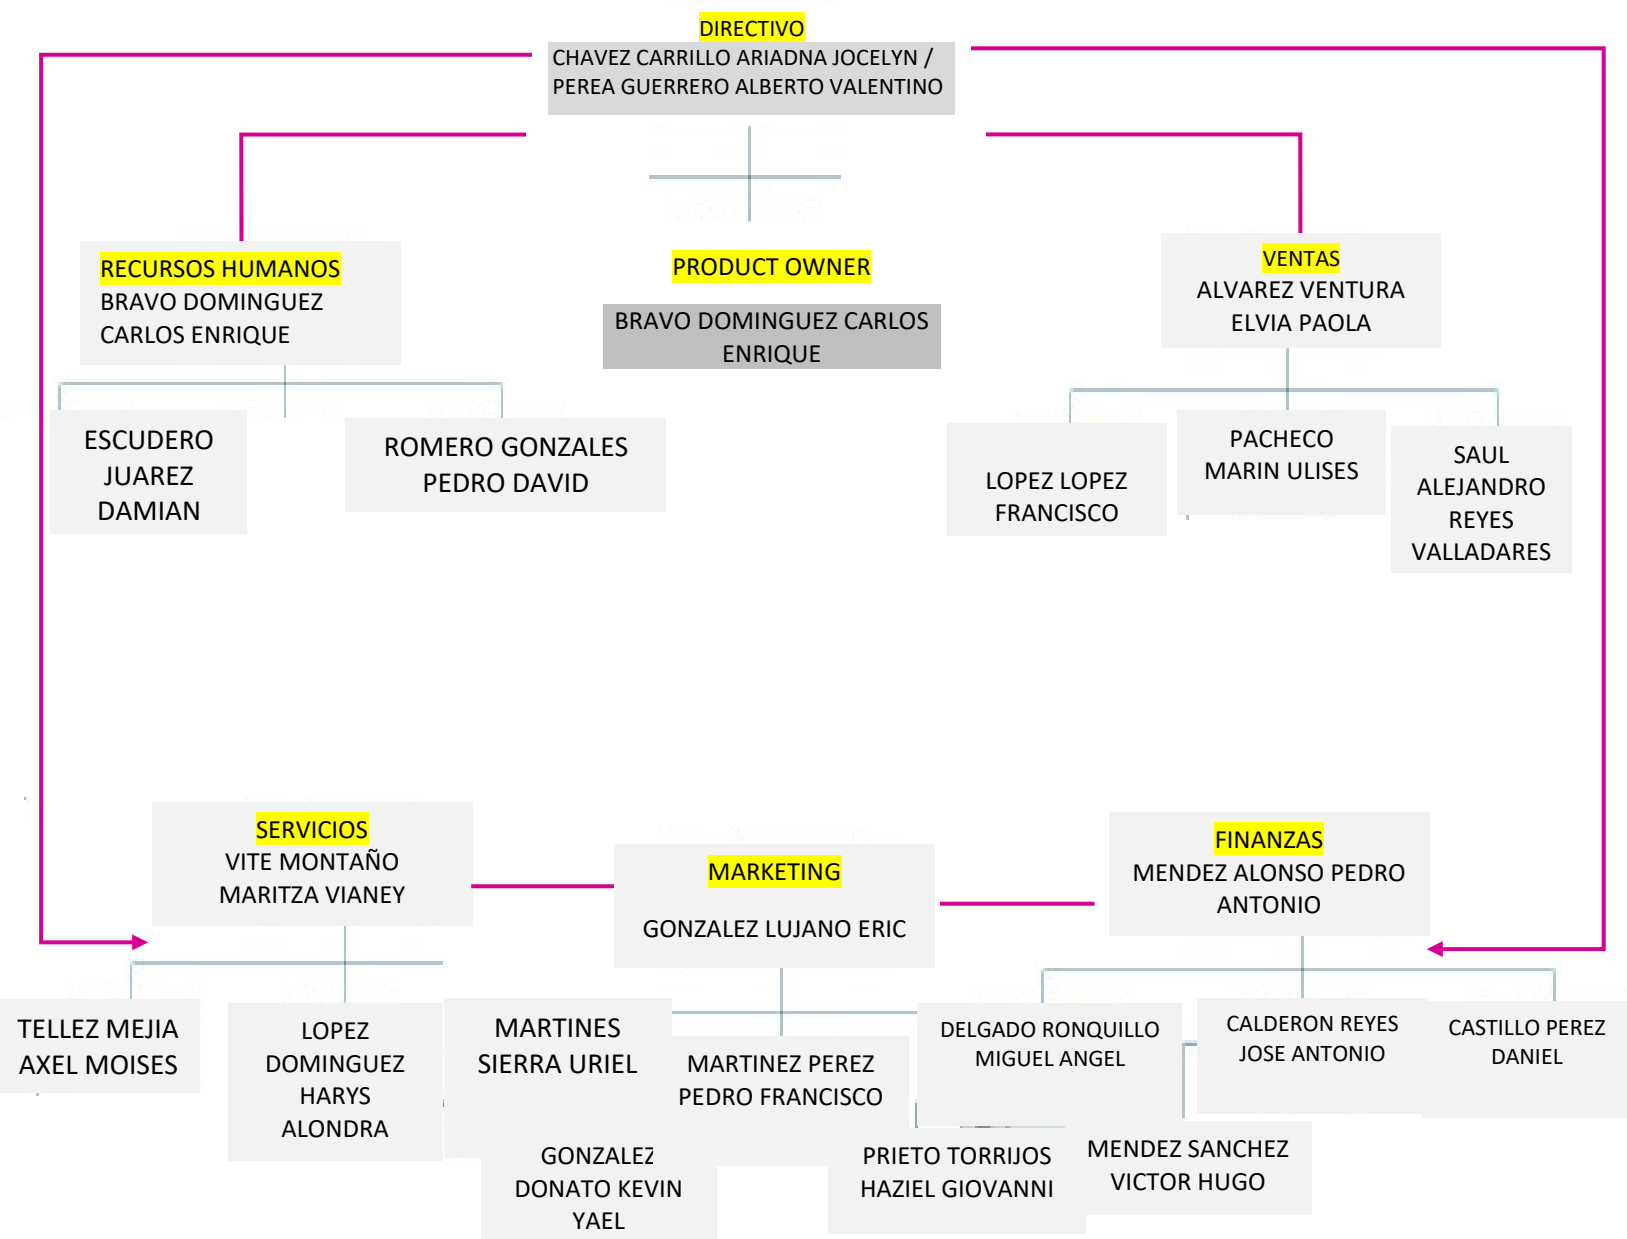 DIRECTIVO
CHAVEZ CARRILLO ARIADNA JOCELYN /
PEREA GUERRERO ALBERTO VALENTINO
RECURSOS HUMANOS
BRAVO DOMINGUEZ
CARLOS ENRIQUE
PRODUCT OWNER
BRAVO DOMINGUEZ CARLOS
ENRIQUE
VENTAS
ALVAREZ VENTURA
ELVIA PAOLA
ESCUDERO
JUAREZ
DAMIAN
ROMERO GONZALES
PEDRO DAVID
LOPEZ LOPEZ
FRANCISCO
PACHECO
MARIN ULISES
SAUL
ALEJANDRO
REYES
VALLADARES
SERVICIOS
VITE MONTAÑO
MARITZA VIANEY
MARKETING
GONZALEZ LUJANO ERIC
FINANZAS
MENDEZ ALONSO PEDRO
ANTONIO
TELLEZ MEJIA
AXEL MOISES
LOPEZ
DOMINGUEZ
HARYS
ALONDRA
MARTINES
SIERRA URIEL
MARTINEZ PEREZ
PEDRO FRANCISCO
DELGADO RONQUILLO
MIGUEL ANGEL
CALDERON REYES
JOSE ANTONIO
CASTILLO PEREZ
DANIEL
GONZALEZ
DONATO KEVIN
YAEL
PRIETO TORRIJOS
HAZIEL GIOVANNI
MENDEZ SANCHEZ
VICTOR HUGO